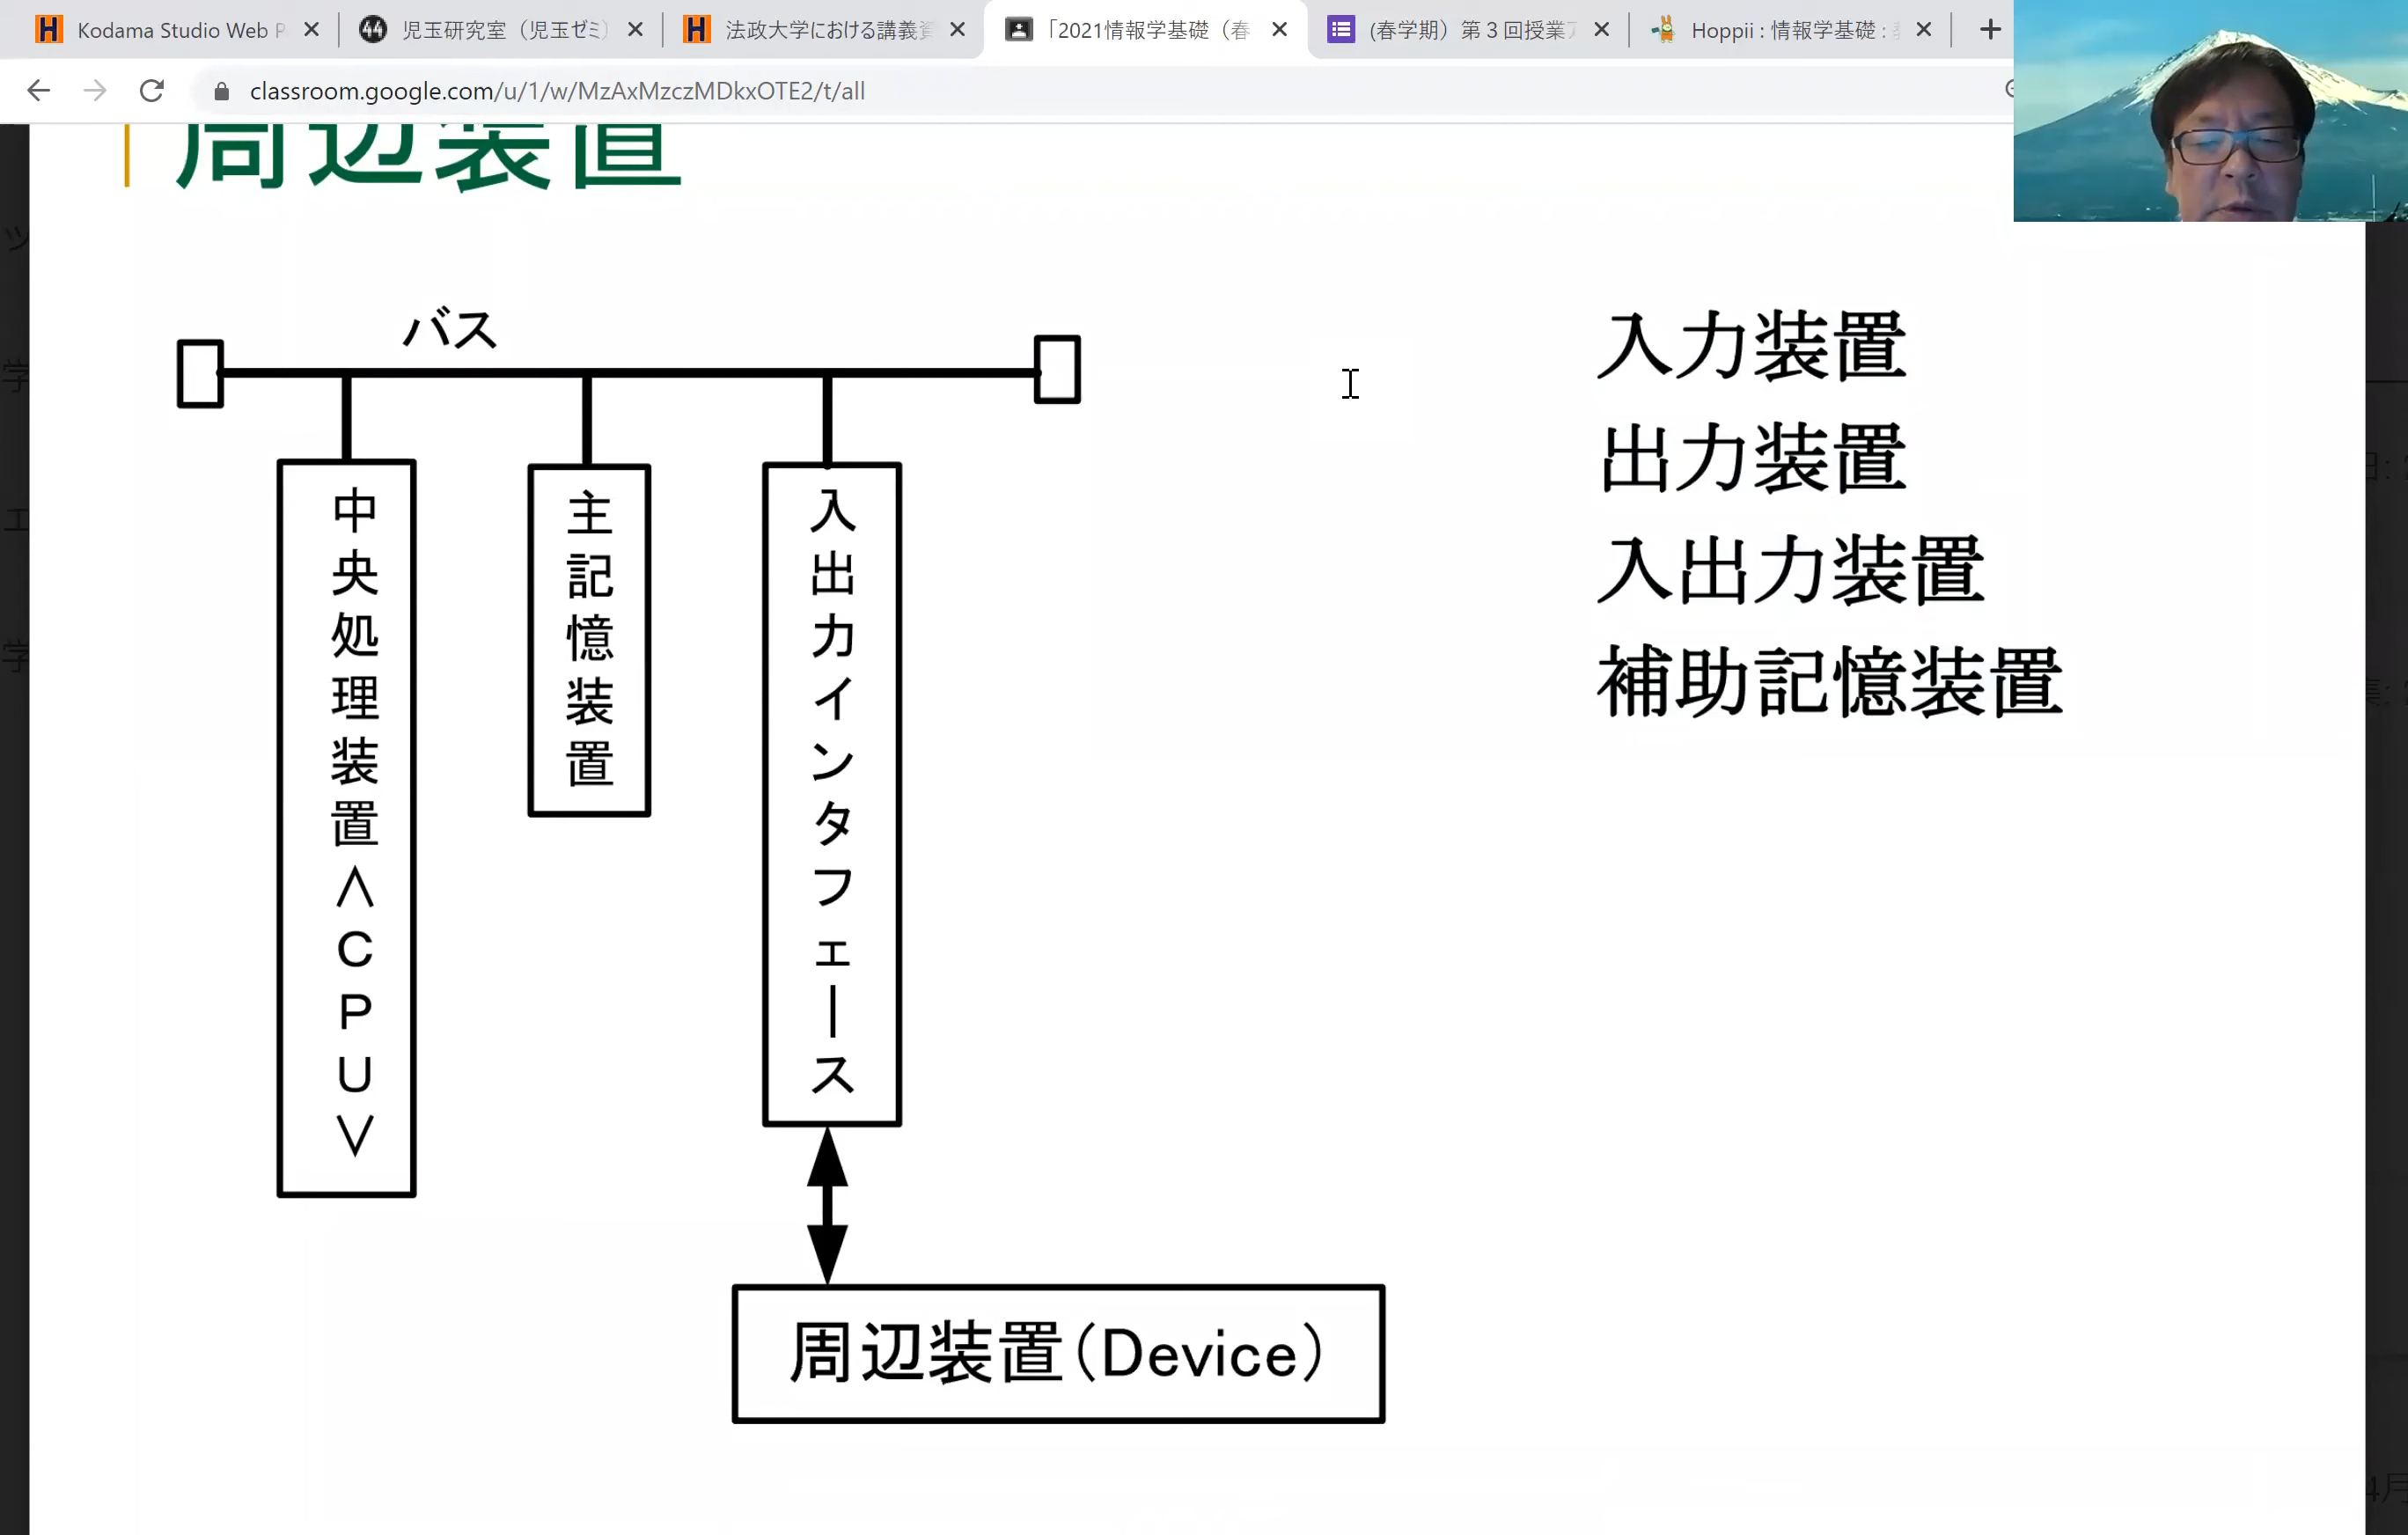 Kodama Studio Web P
児玉研究室（児玉ゼミ）
法政大学における講義資
「2021情報学基礎（春
(春学期）第３回授業ア
Hoppii : 情報学基礎 :
classroom.google.com/u/1/w/MzAxMzczMDkxOTE2/t/all
周辺装置
バス
中央処理装置＜ＣＰＵ＞
主記憶装置
入出力インタフェース
周辺装置（Device）
入力装置
出力装置
入出力装置
補助記憶装置